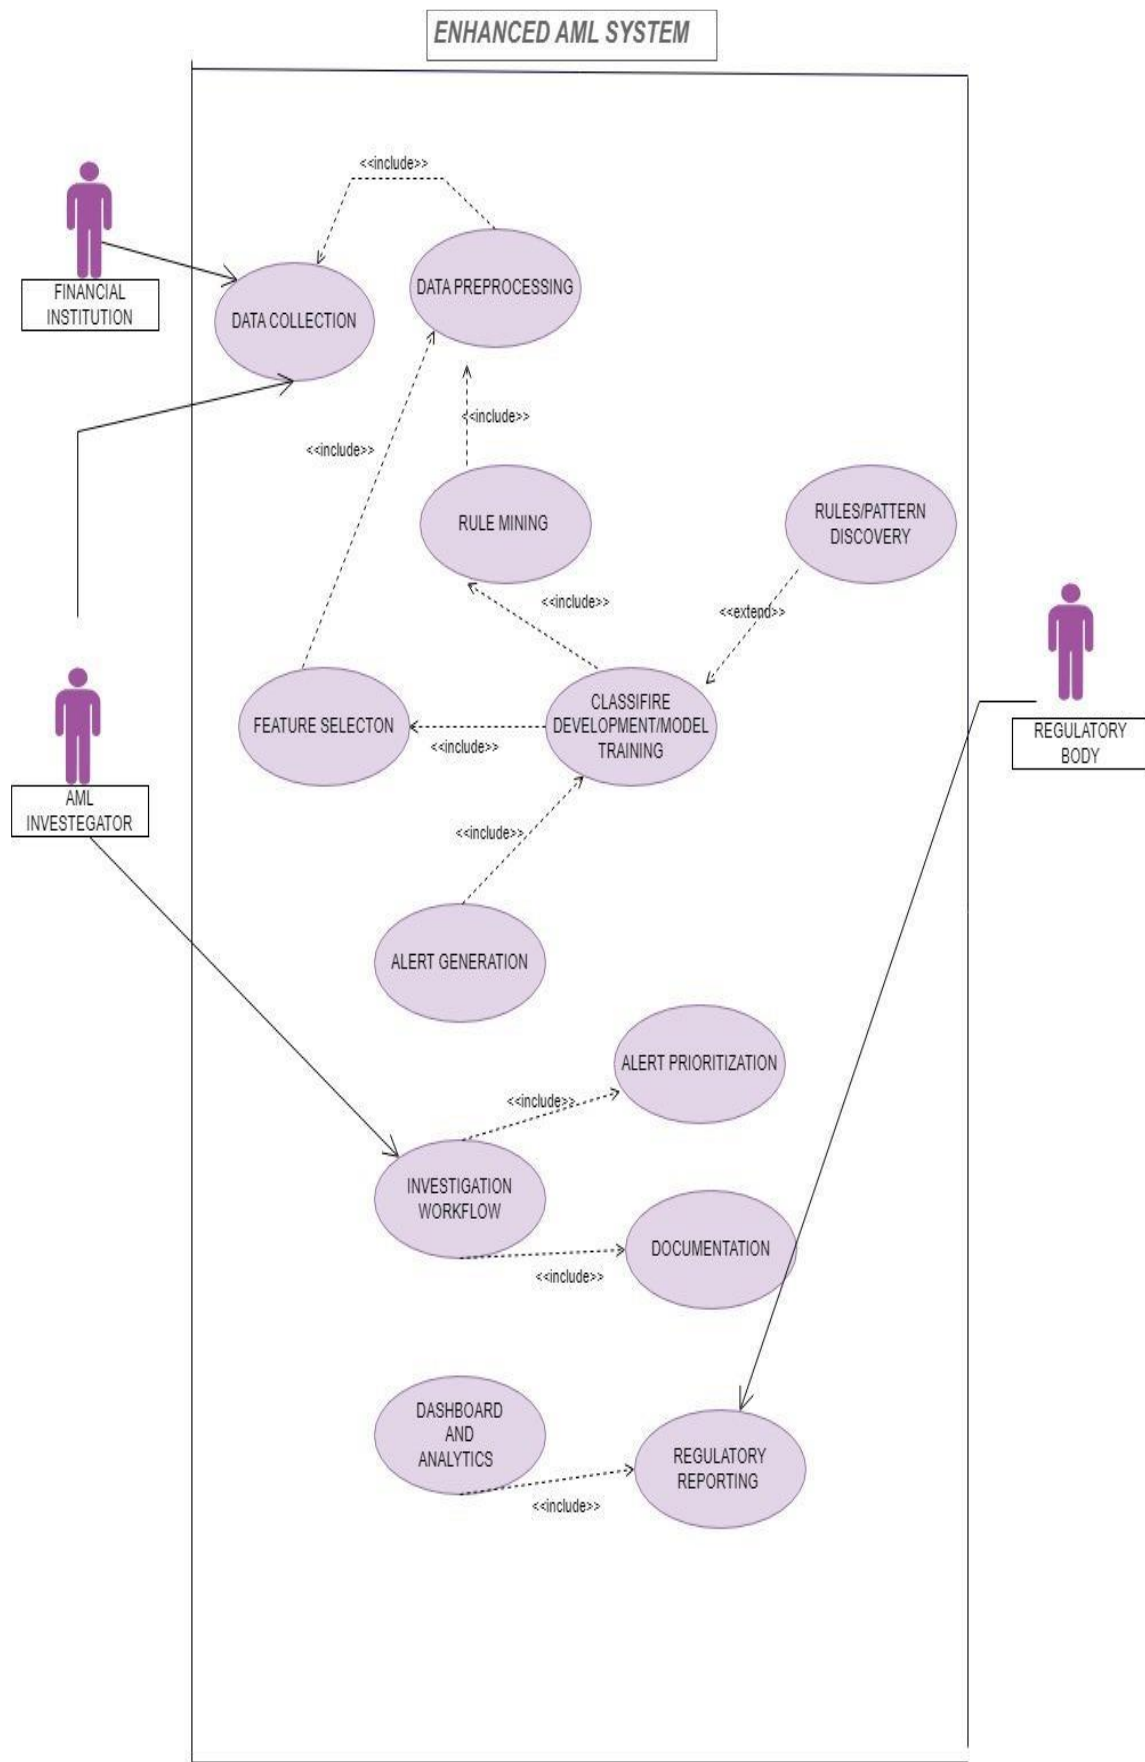 ENHANCED AML SYSTEM
<<include>>
FINANCIAL
INSTITUTION
DATA COLLECTION
DATA PREPROCESSING
<<include>>
<<include>>
RULE MINING
RULES/PATTERN
DISCOVERY
<<include>>
<<extend>>
FEATURE SELECTON
CLASSIFIRE
DEVELOPMENT/MODEL
TRAINING
<<include>>
REGULATORY
BODY
AML
INVESTEGATOR
<<include>>
ALERT GENERATION
ALERT PRIORITIZATION
<<include>>
INVESTIGATION
WORKFLOW
DOCUMENTATION
<<include>>
DASHBOARD
AND
ANALYTICS
REGULATORY
REPORTING
<<include>>